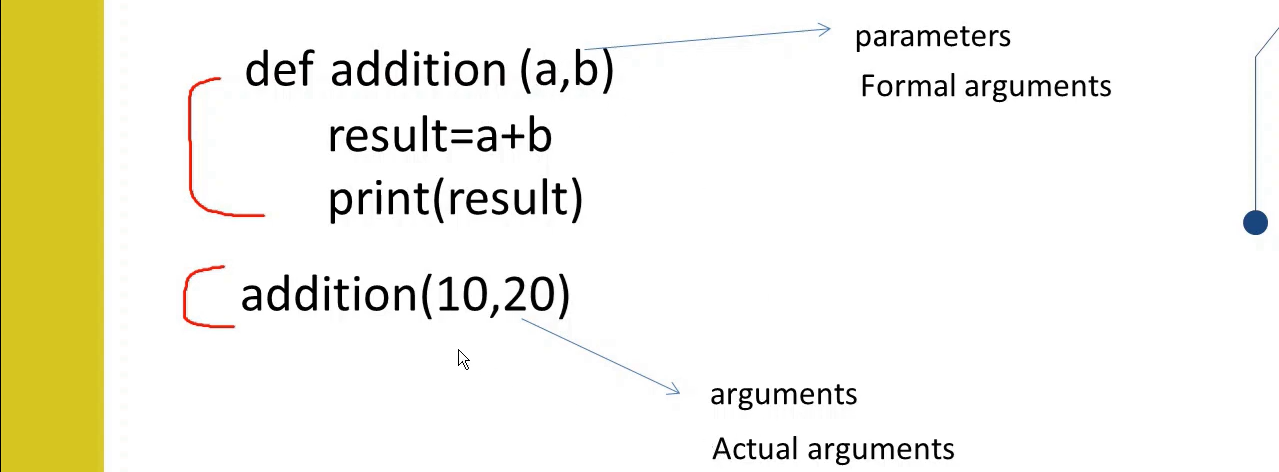 def addition (a,b)
parameters
Formal arguments
result=a+b
print(result)
addition(10,20)
arguments
Actual arguments